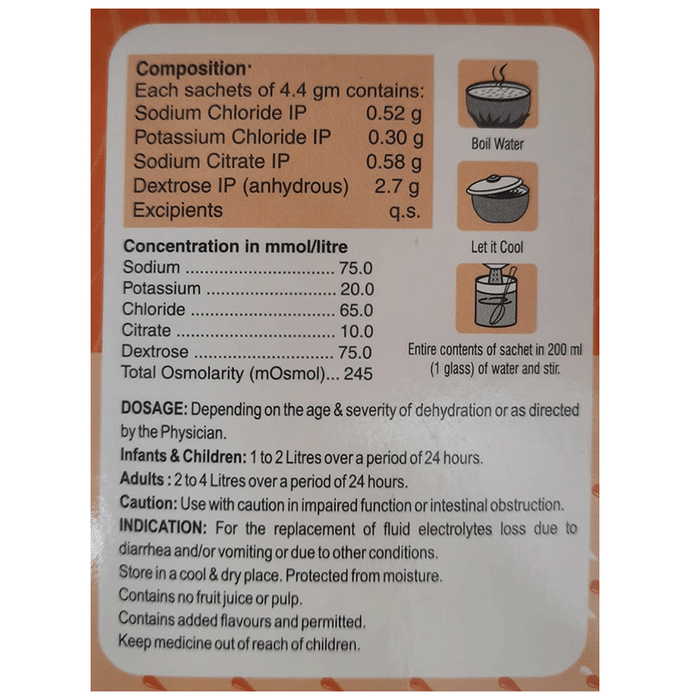 Composition*
Each sachets of 4.4 gm contains:
Sodium Chloride IP 0.52 g
Potassium Chloride IP 0.30 g
Sodium Citrate IP 0.58 g
Dextrose IP (anhydrous) 2.7 g
Excipients q.s.
Boil Water
Let it Cool
Entire contents of sachet in 200 ml
(1 glass) of water and stir.
Concentration in mmol/litre
Sodium .................................. 75.0
Potassium .............................. 20.0
Chloride ................................. 65.0
Citrate .................................... 10.0
Dextrose ................................ 75.0
Total Osmolarity (mOsmol)... 245
DOSAGE: Depending on the age & severity of dehydration or as directed
by the Physician.
Infants & Children: 1 to 2 Litres over a period of 24 hours.
Adults : 2 to 4 Litres over a period of 24 hours.
Caution: Use with caution in impaired function or intestinal obstruction.
INDICATION: For the replacement of fluid electrolytes loss due to
diarrhea and/or vomiting or due to other conditions.
Store in a cool & dry place. Protected from moisture.
Contains no fruit juice or pulp.
Contains added flavours and permitted.
Keep medicine out of reach of children.